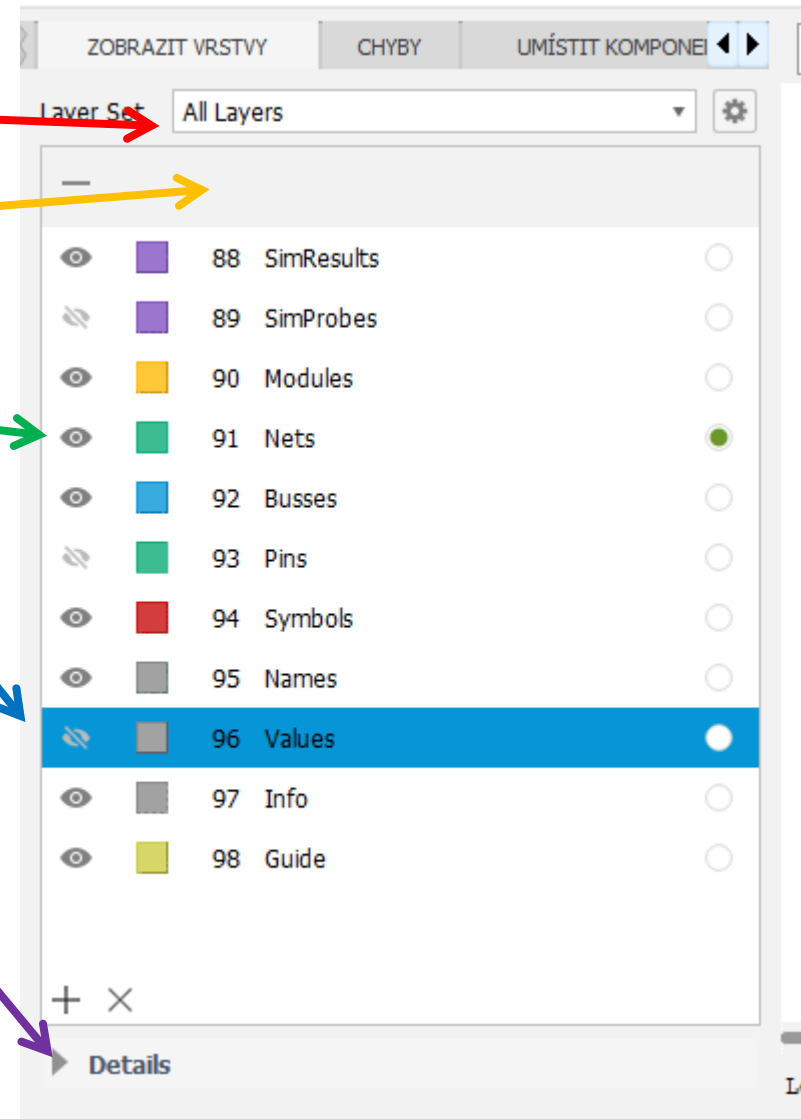 ZOBRAZIT VRSTVY CHYBY UMÍSTIT KOMPONE
Layer Set All Layers
88 SimResults
89 SimProbes
90 Modules
91 Nets
92 Busses
93 Pins
94 Symbols
95 Names
96 Values
97 Info
98 Guide
Details